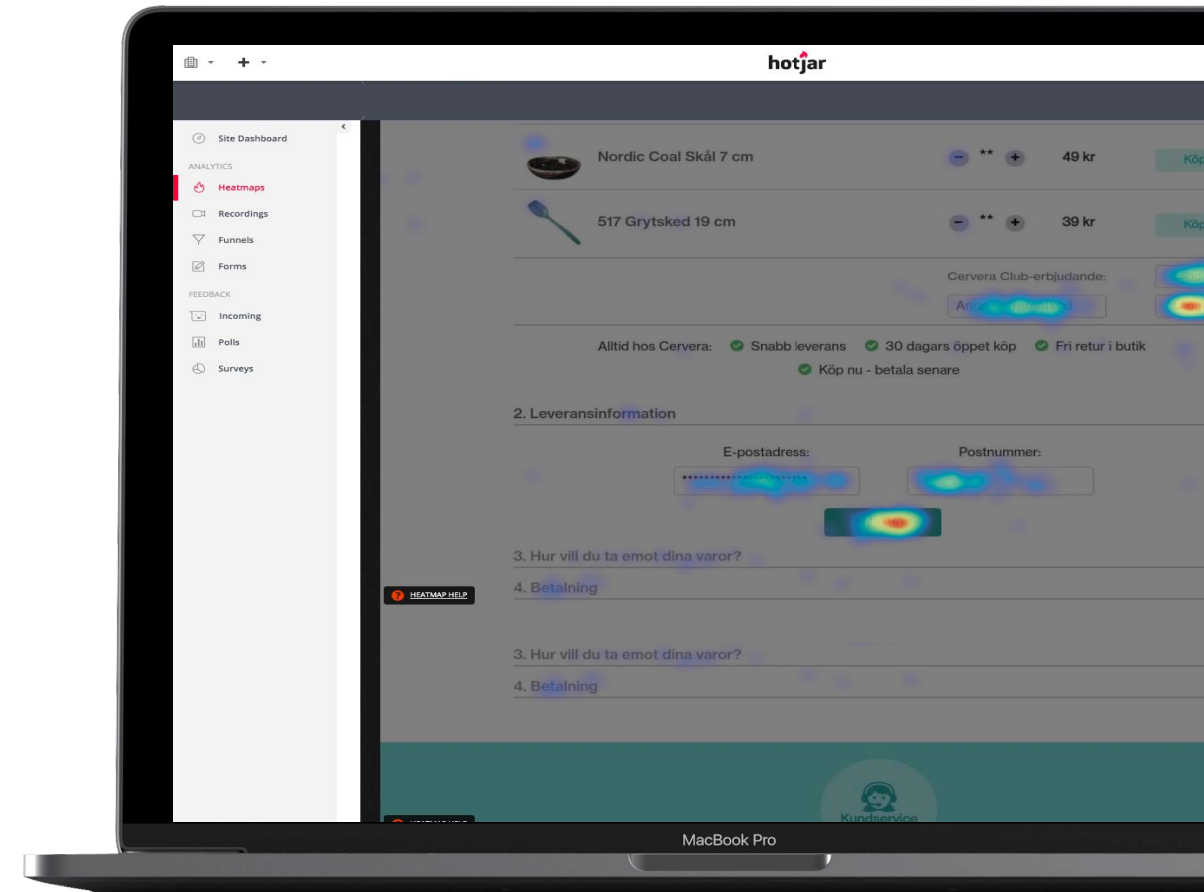 hotjar
Site Dashboard
ANALYTICS
Heatmaps
Recordings
Funnels
Forms
FEEDBACK
Incoming
Polls
Surveys
Nordic Coal Skål 7 cm
− ** + 49 kr
Köp
517 Grytsked 19 cm
− ** + 39 kr
Köp
Cervera Club-erbjudande:
Alltid hos Cervera: Snabb leverans 30 dagars öppet köp Fri retur i butik
Köp nu - betala senare
2. Leveransinformation
E-postadress: Postnummer:
3. Hur vill du ta emot dina varor?
4. Betalning
? HEATMAP HELP
3. Hur vill du ta emot dina varor?
4. Betalning
Kundservice
MacBook Pro